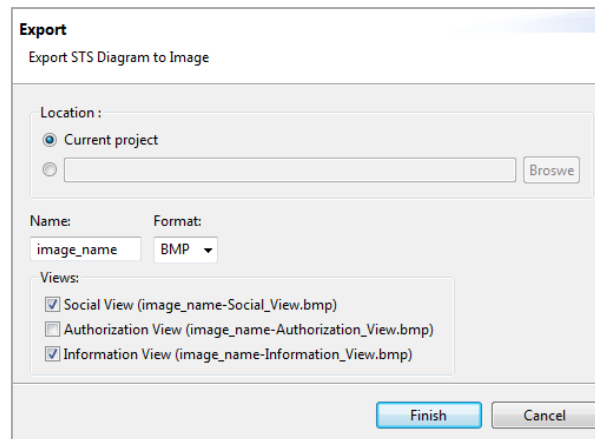 Export
Export STS Diagram to Image
Location :
Current project
Broswe
Name: Format:
image_name BMP
Views:
Social View (image_name-Social_View.bmp)
Authorization View (image_name-Authorization_View.bmp)
Information View (image_name-Information_View.bmp)
Finish Cancel